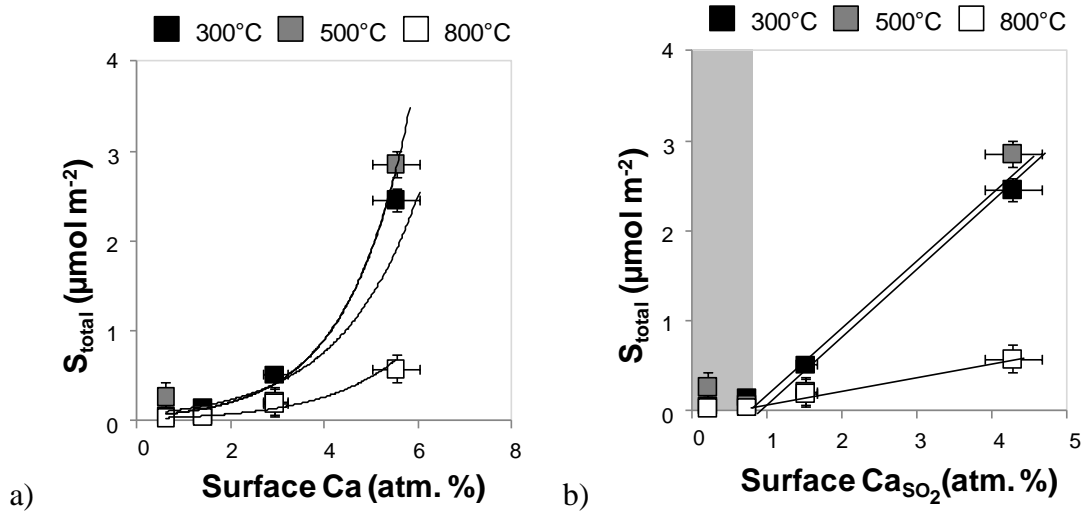 300°C 500°C 800°C
4
3
2
1
0
0 2 4 6 8
S_total (µmol m⁻²)
Surface Ca (atm. %)
a)
300°C 500°C 800°C
4
3
2
1
0
0 1 2 3 4 5
S_total (µmol m⁻²)
Surface Ca_SO₂(atm. %)
b)